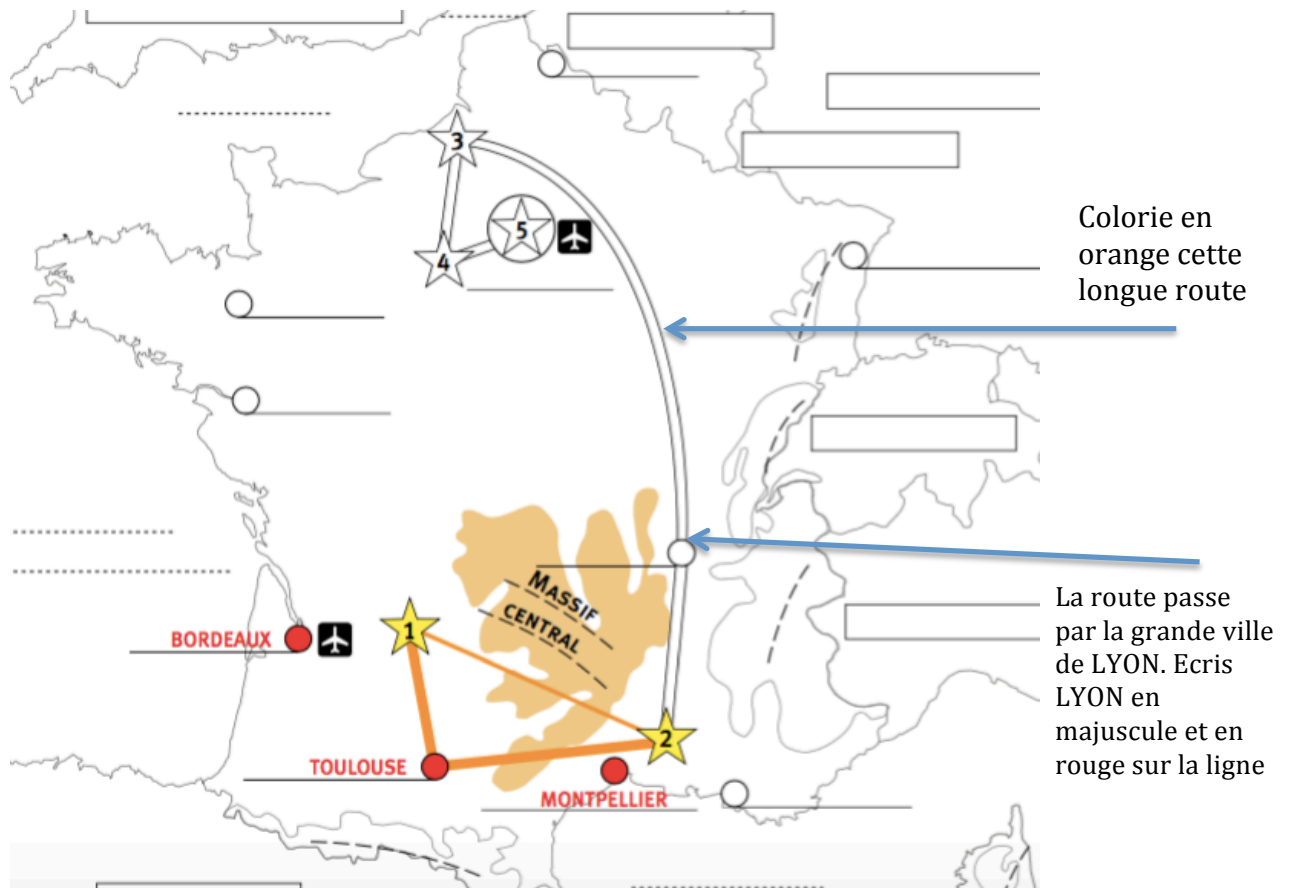 3
5
4
Colorie en
orange cette
longue route
MASSIF
CENTRAL
1
BORDEAUX
2
TOULOUSE
MONTPELLIER
La route passe
par la grande ville
de LYON. Ecris
LYON en
majuscule et en
rouge sur la ligne